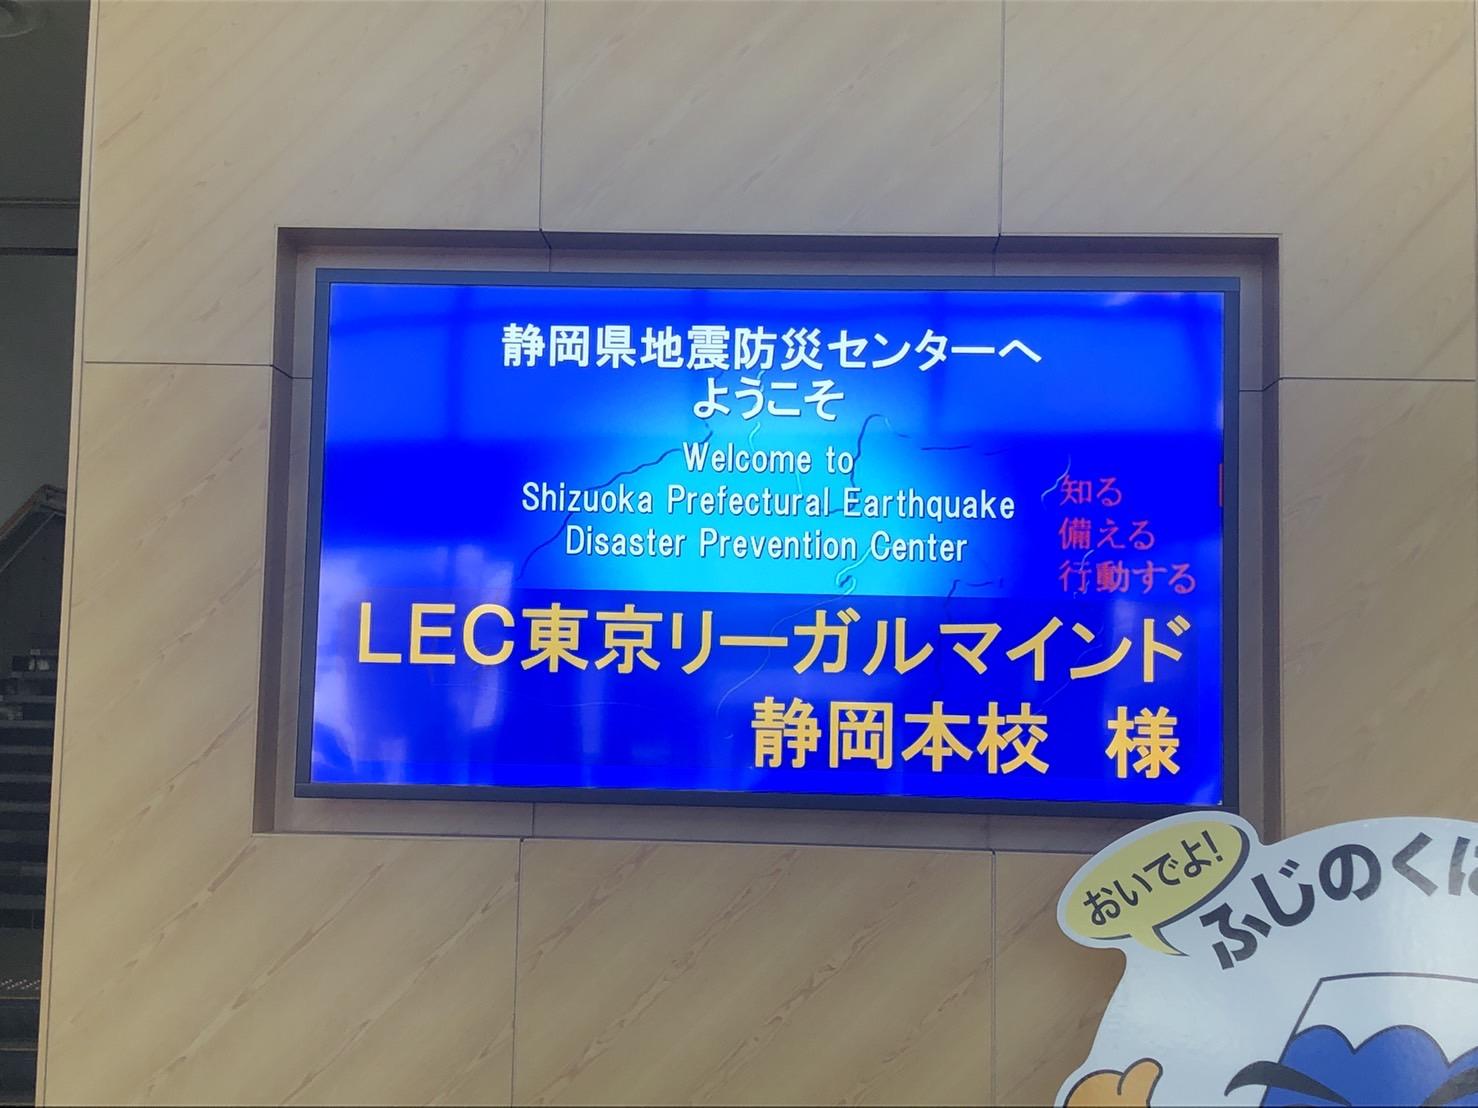 静岡県地震防災センターへ
ようこそ
Welcome to
Shizuoka Prefectural Earthquake
Disaster Prevention Center
知る
備える
行動する
LEC東京リーガルマインド
静岡本校 様
おいでよ!
ふじのくに